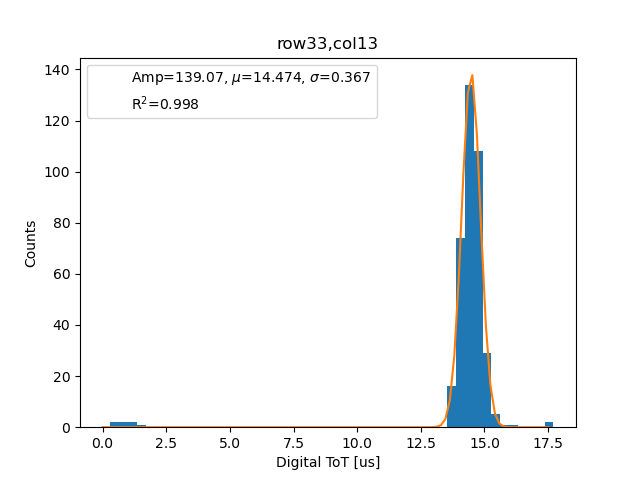 row33,col13
Amp=139.07, μ=14.474, σ=0.367
R²=0.998
140
120
100
80
60
40
20
0
Counts
0.0 2.5 5.0 7.5 10.0 12.5 15.0 17.5
Digital ToT [us]